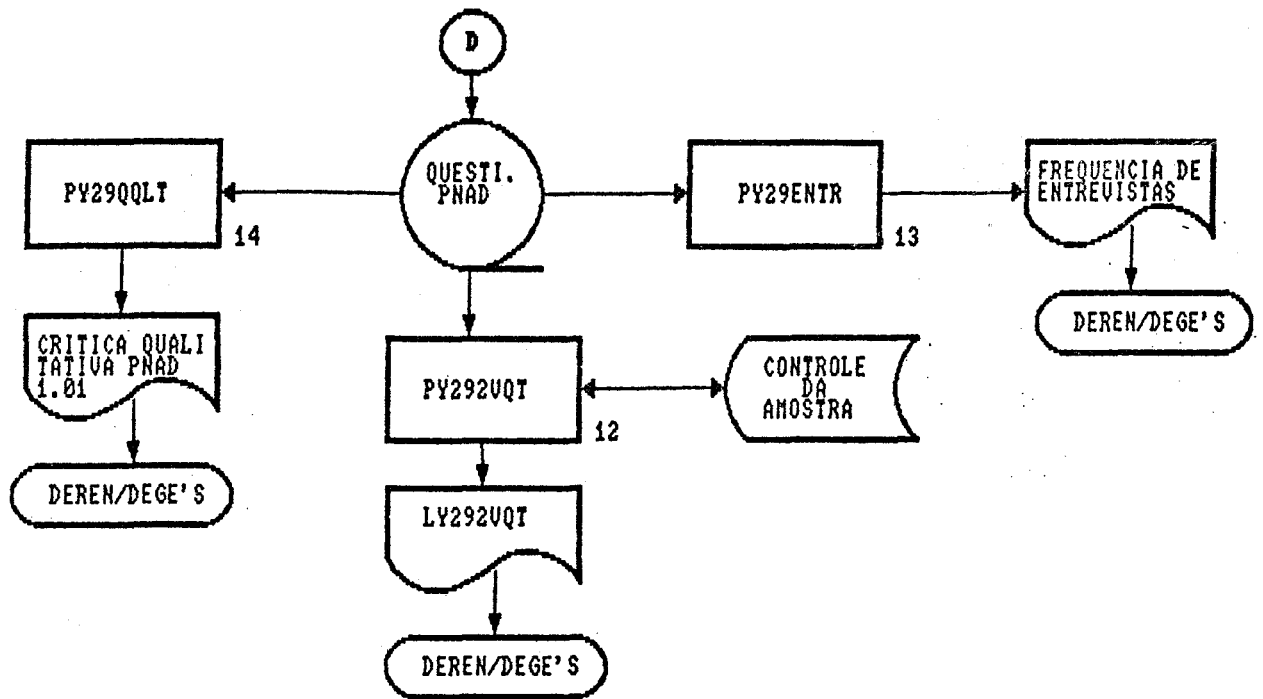 D
QUESTI.
PNAD
PY29QQLT
14
PY29ENTR
13
FREQUENCIA DE
ENTREVISTAS
DEREN/DEGE'S
CRITICA QUALI
TATIVA PNAD
1.01
DEREN/DEGE'S
PY292VQT
12
CONTROLE
DA
AMOSTRA
LY292VQT
DEREN/DEGE'S